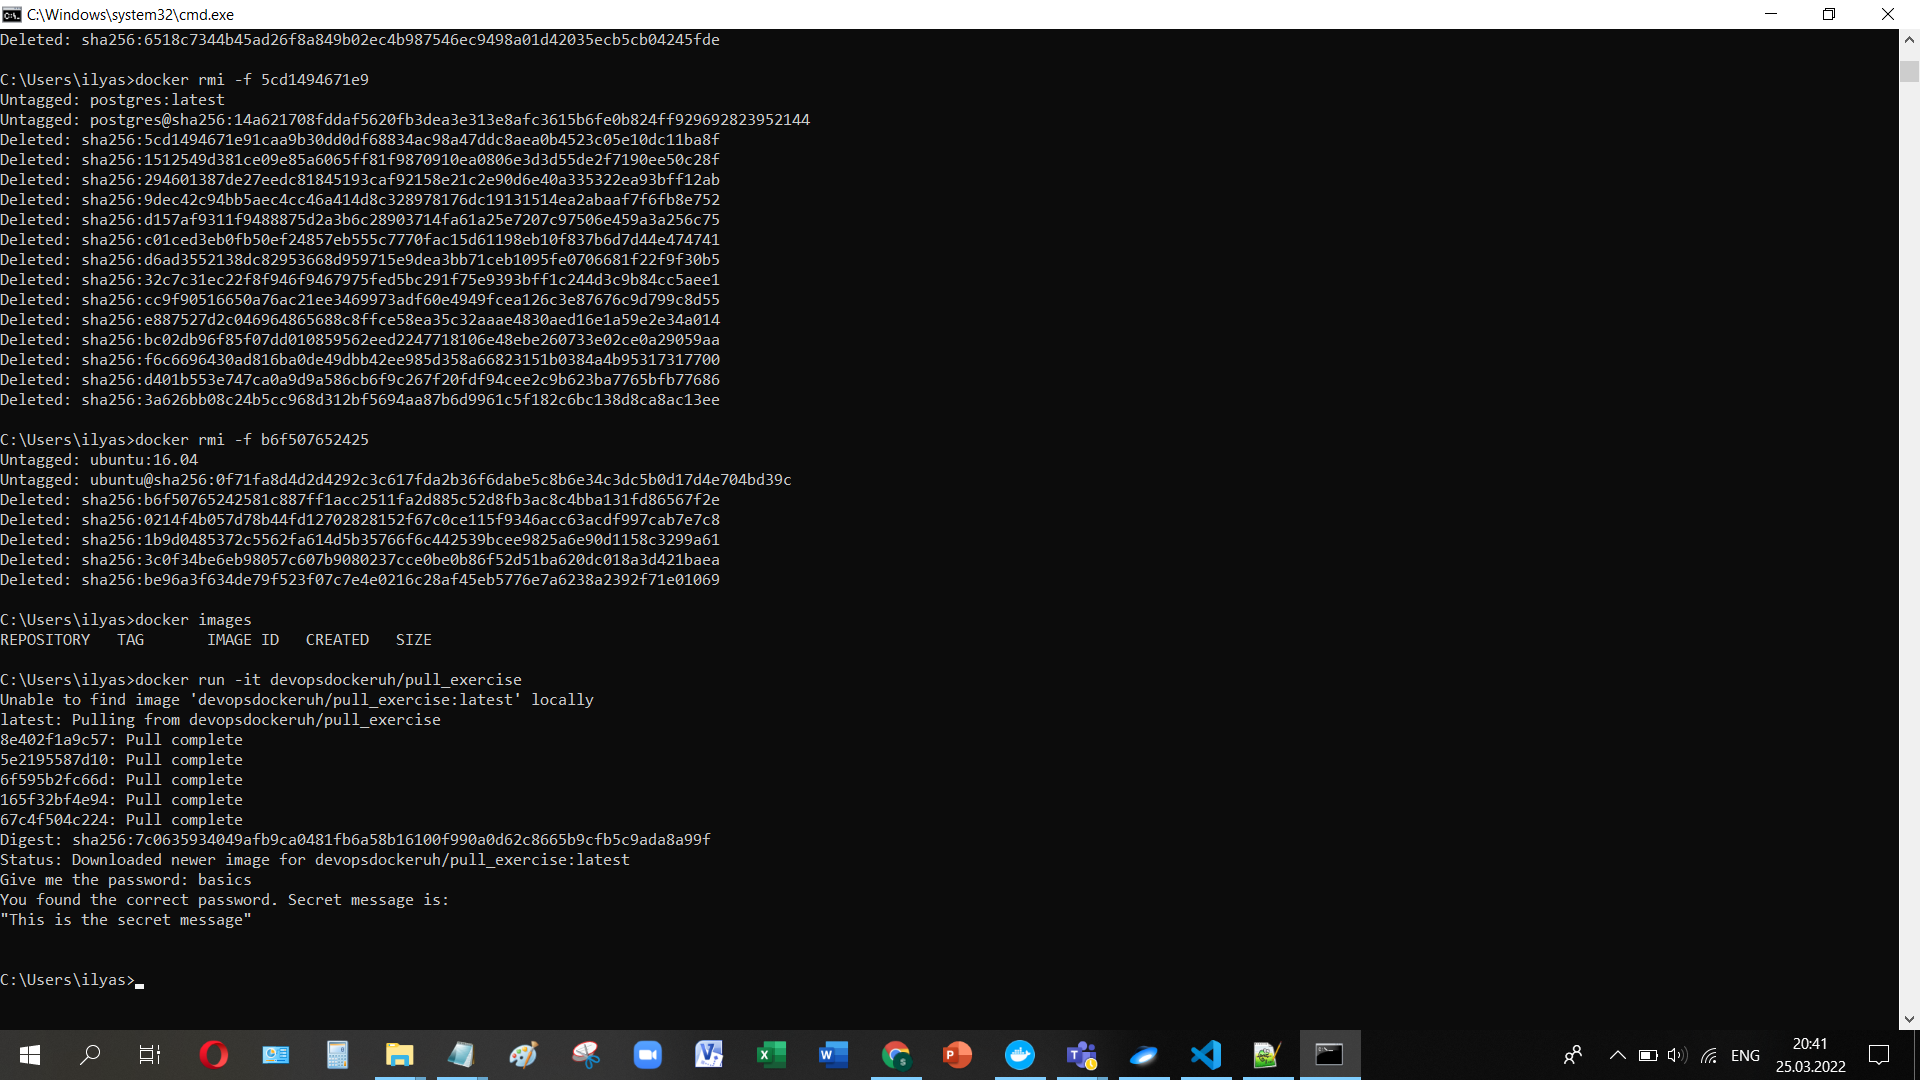 C:\Windows\system32\cmd.exe
Deleted: sha256:6518c7344b45ad26f8a849b02ec4b987546ec9498a01d42035ecb5cb04245fde
C:\Users\ilyas>docker rmi -f 5cd1494671e9
Untagged: postgres:latest
Untagged: postgres@sha256:14a621708fddaf5620fb3dea3e313e8afc3615b6fe0b824ff929692823952144
Deleted: sha256:5cd1494671e91caa9b30dd0df68834ac98a47ddc8aea0b4523c05e10dc11ba8f
Deleted: sha256:1512549d381ce09e85a6065ff81f9870910ea0806e3d3d55de2f7190ee50c28f
Deleted: sha256:294601387de27eedc81845193caf92158e21c2e90d6e40a335322ea93bff12ab
Deleted: sha256:9dec42c94bb5aec4cc46a414d8c328978176dc19131514ea2abaaf7f6fb8e752
Deleted: sha256:d157af9311f9488875d2a3b6c28903714fa61a25e7207c97506e459a3a256c75
Deleted: sha256:c01ced3eb0fb50ef24857eb555c7770fac15d61198eb10f837b6d7d44e474741
Deleted: sha256:d6ad3552138dc82953668d959715e9dea3bb71ceb1095fe0706681f22f9f30b5
Deleted: sha256:32c7c31ec22f8f946f9467975fed5bc291f75e9393bff1c244d3c9b84cc5aee1
Deleted: sha256:cc9f90516650a76ac21ee3469973adf60e4949fcea126c3e87676c9d799c8d55
Deleted: sha256:e887527d2c046964865688c8ffce58ea35c32aaae4830aed16e1a59e2e34a014
Deleted: sha256:bc02db96f85f07dd010859562eed2247718106e48ebe260733e02ce0a29059aa
Deleted: sha256:f6c6696430ad816ba0de49dbb42ee985d358a66823151b0384a4b95317317700
Deleted: sha256:d401b553e747ca0a9d9a586cb6f9c267f20fdf94cee2c9b623ba7765bfb77686
Deleted: sha256:3a626bb08c24b5cc968d312bf5694aa87b6d9961c5f182c6bc138d8ca8ac13ee
C:\Users\ilyas>docker rmi -f b6f507652425
Untagged: ubuntu:16.04
Untagged: ubuntu@sha256:0f71fa8d4d2d4292c3c617fda2b36f6dabe5c8b6e34c3dc5b0d17d4e704bd39c
Deleted: sha256:b6f50765242581c887ff1acc2511fa2d885c52d8fb3ac8c4bba131fd86567f2e
Deleted: sha256:0214f4b057d78b44fd12702828152f67c0ce115f9346acc63acdf997cab7e7c8
Deleted: sha256:1b9d0485372c5562fa614d5b35766f6c442539bcee9825a6e90d1158c3299a61
Deleted: sha256:3c0f34be6eb98057c607b9080237cce0be0b86f52d51ba620dc018a3d421baea
Deleted: sha256:be96a3f634de79f523f07c7e4e0216c28af45eb5776e7a6238a2392f71e01069
C:\Users\ilyas>docker images
REPOSITORY   TAG       IMAGE ID   CREATED   SIZE
C:\Users\ilyas>docker run -it devopsdockeruh/pull_exercise
Unable to find image 'devopsdockeruh/pull_exercise:latest' locally
latest: Pulling from devopsdockeruh/pull_exercise
8e402f1a9c57: Pull complete
5e2195587d10: Pull complete
6f595b2fc66d: Pull complete
165f32bf4e94: Pull complete
67c4f504c224: Pull complete
Digest: sha256:7c0635934049afb9ca0481fb6a58b16100f990a0d62c8665b9cfb5c9ada8a99f
Status: Downloaded newer image for devopsdockeruh/pull_exercise:latest
Give me the password: basics
You found the correct password. Secret message is:
"This is the secret message"
C:\Users\ilyas>
ENG
20:41
25.03.2022